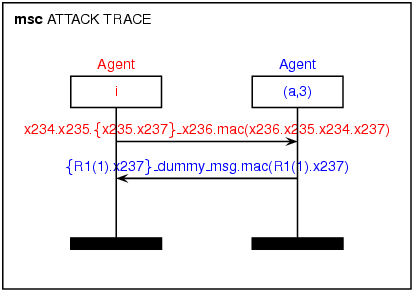 msc ATTACK TRACE
Agent Agent
i (a,3)
x234.x235.{x235.x237}_x236.mac(x236.x235.x234.x237)
{R1(1).x237}_dummy_msg.mac(R1(1).x237)